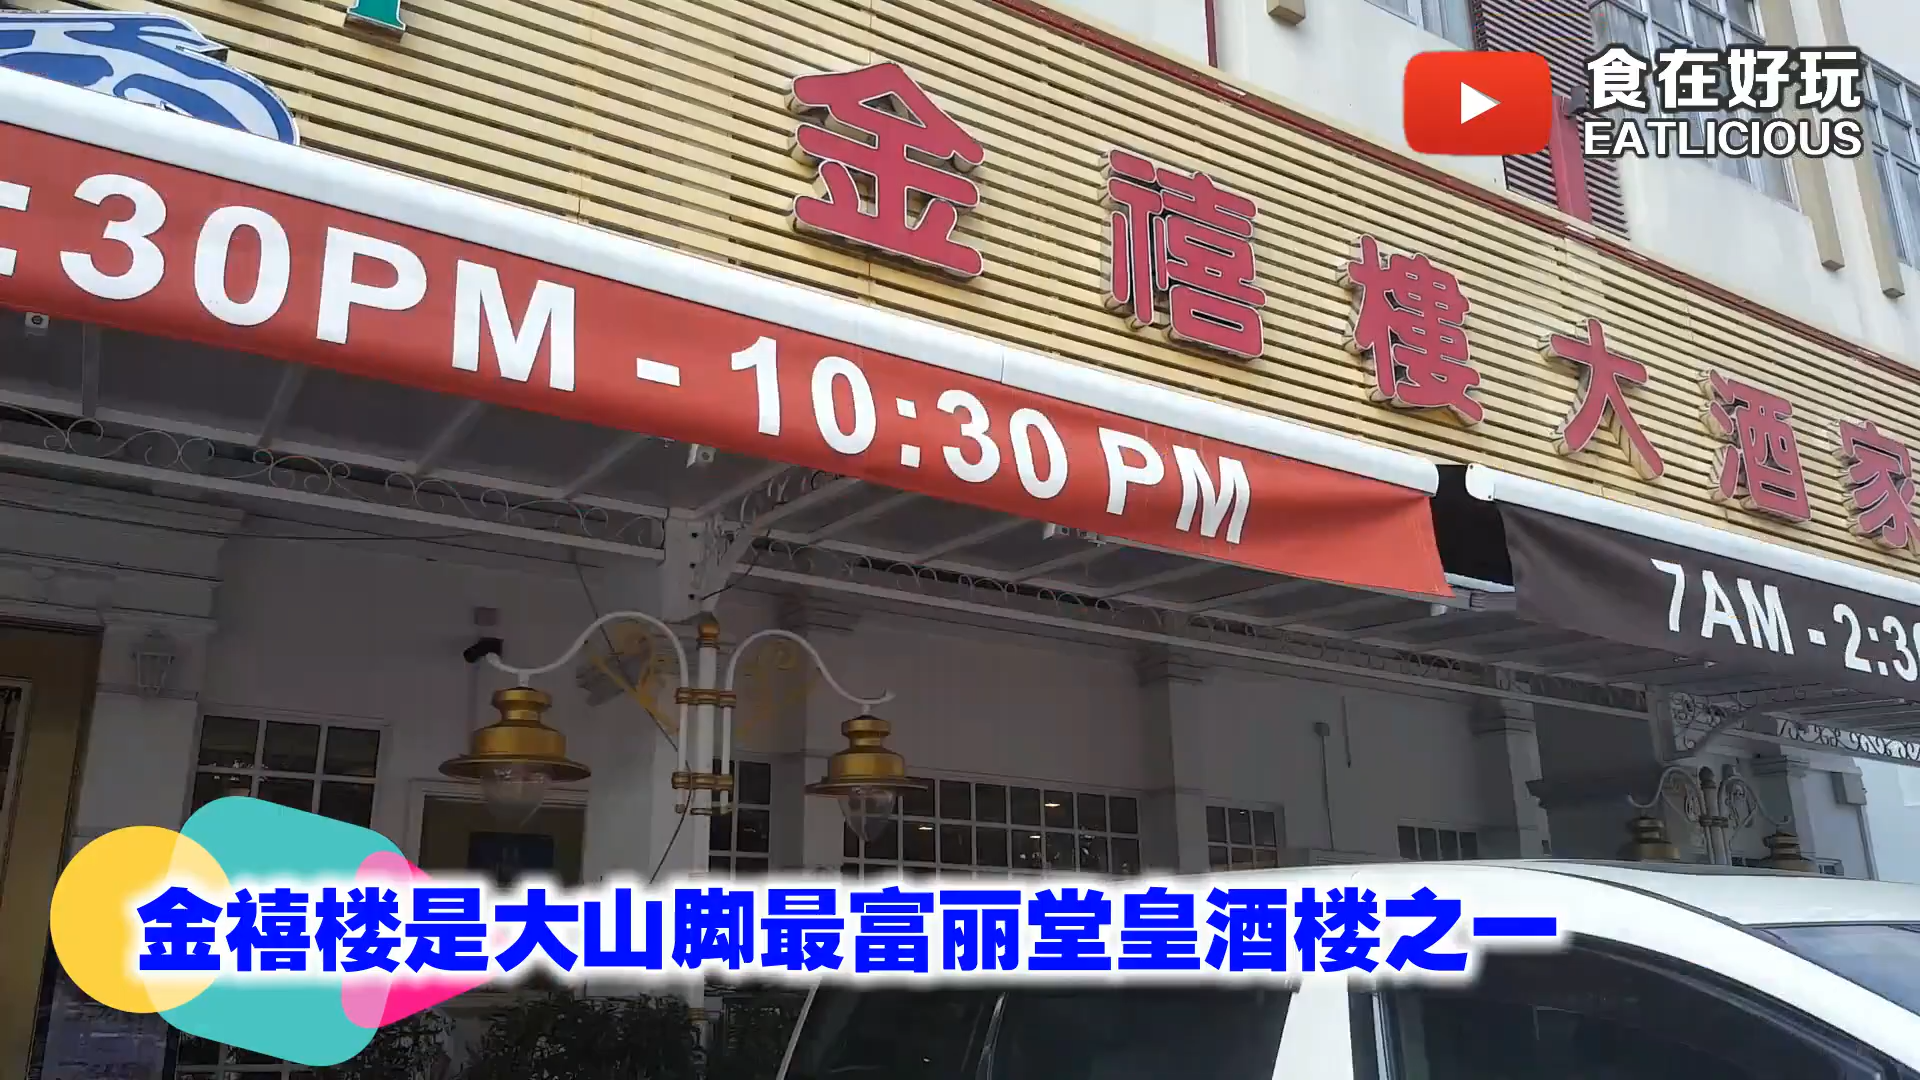 食在好玩
EATLICIOUS
金禧樓大酒家
:30PM - 10:30 PM
7AM - 2:30
金禧楼是大山脚最富丽堂皇酒楼之一